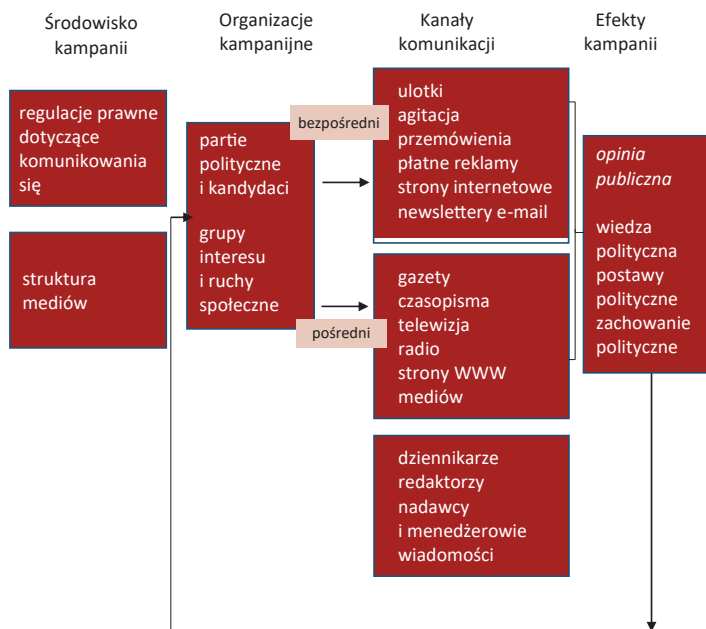 Środowisko
kampanii
Organizacje
kampanijne
Kanały
komunikacji
Efekty
kampanii
regulacje prawne
dotyczące
komunikowania
się
struktura
mediów
partie
polityczne
i kandydaci
grupy
interesu
i ruchy
społeczne
bezpośredni
pośredni
ulotki
agitacja
przemówienia
płatne reklamy
strony internetowe
newslettery e-mail
gazety
czasopisma
telewizja
radio
strony WWW
mediów
dziennikarze
redaktorzy
nadawcy
i menedżerowie
wiadomości
opinia
publiczna
wiedza
polityczna
postawy
polityczne
zachowanie
polityczne